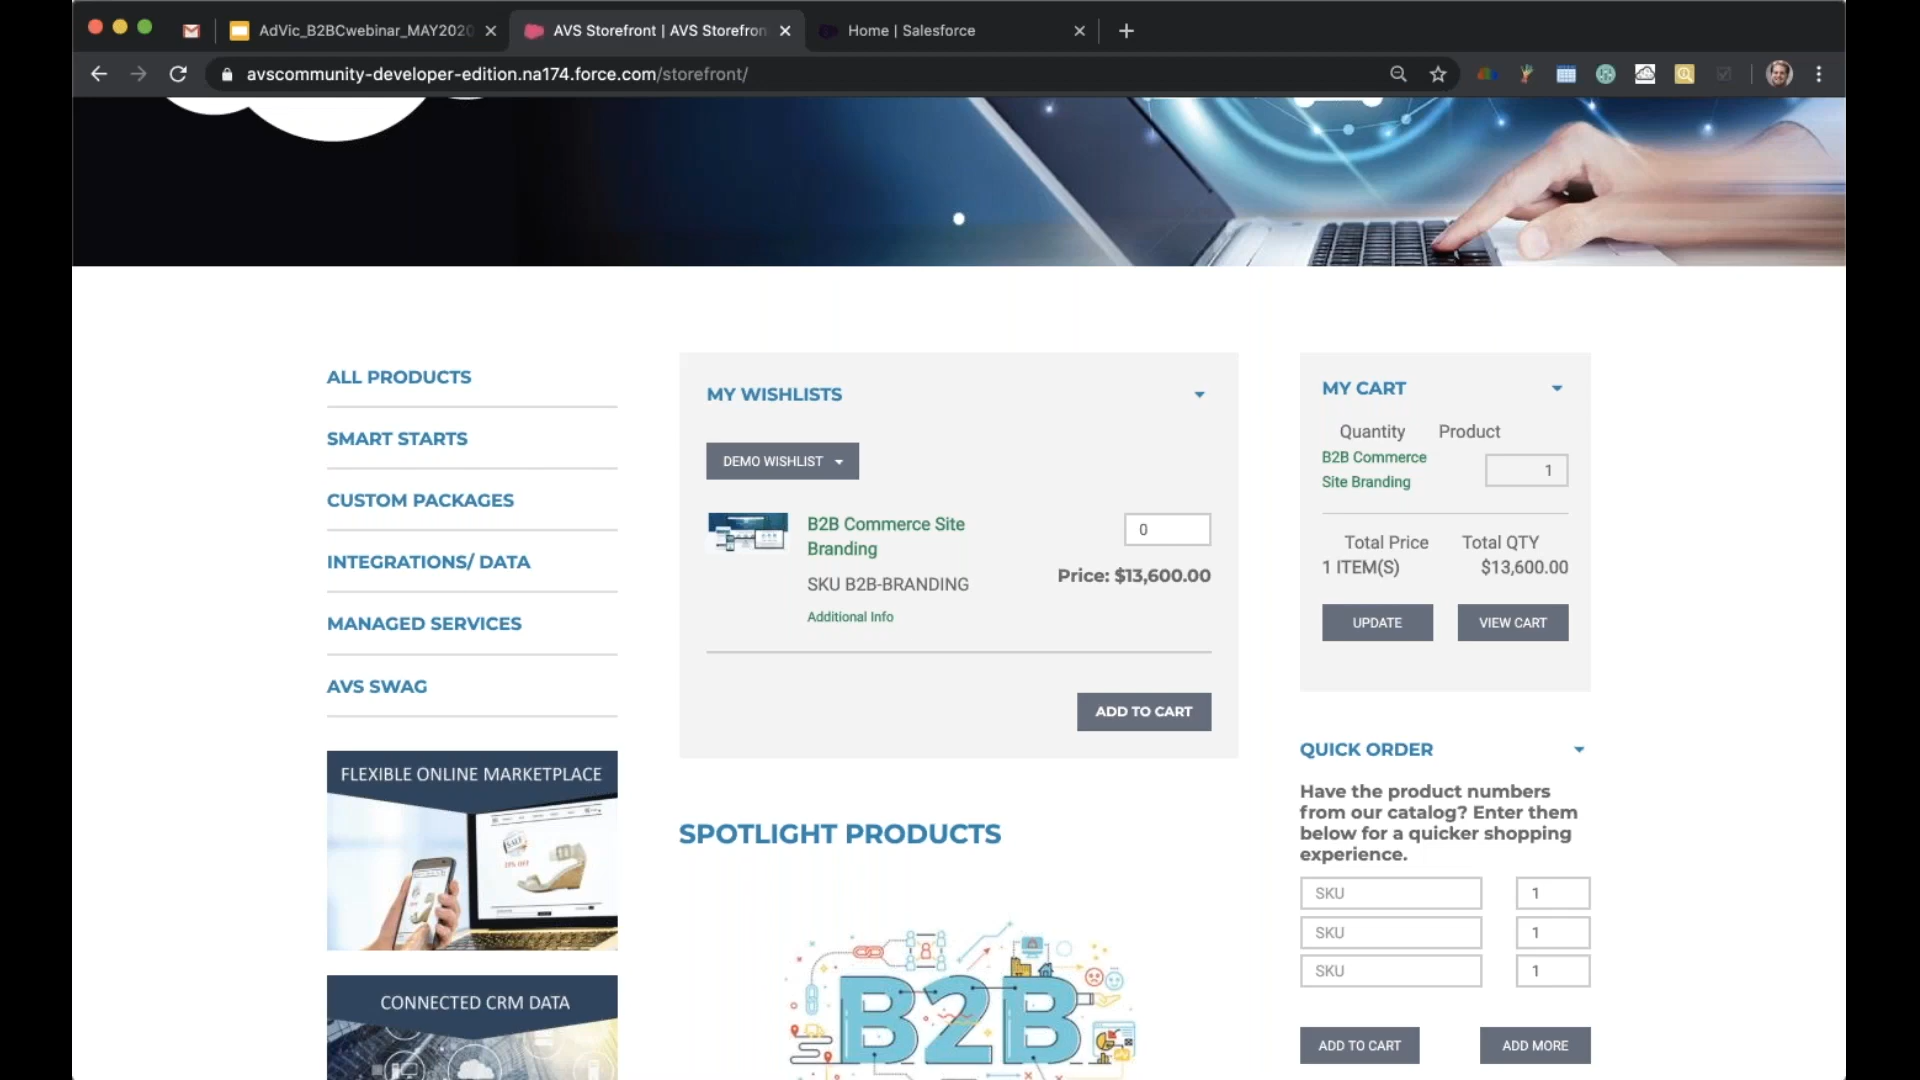 AdVic_B2BCwebinar_MAY2020
AVS Storefront | AVS Storefron
Home | Salesforce
avscommunity-developer-edition.na174.force.com/storefront/
ALL PRODUCTS
SMART STARTS
CUSTOM PACKAGES
INTEGRATIONS/ DATA
MANAGED SERVICES
AVS SWAG
FLEXIBLE ONLINE MARKETPLACE
SALE
CONNECTED CRM DATA
MY WISHLISTS
DEMO WISHLIST
B2B Commerce Site
Branding
0
SKU B2B-BRANDING
Price: $13,600.00
Additional Info
ADD TO CART
SPOTLIGHT PRODUCTS
B2B
MY CART
Quantity Product
B2B Commerce
Site Branding
1
Total Price Total QTY
1 ITEM(S) $13,600.00
UPDATE VIEW CART
QUICK ORDER
Have the product numbers
from our catalog? Enter them
below for a quicker shopping
experience.
SKU 1
SKU 1
SKU 1
ADD TO CART ADD MORE